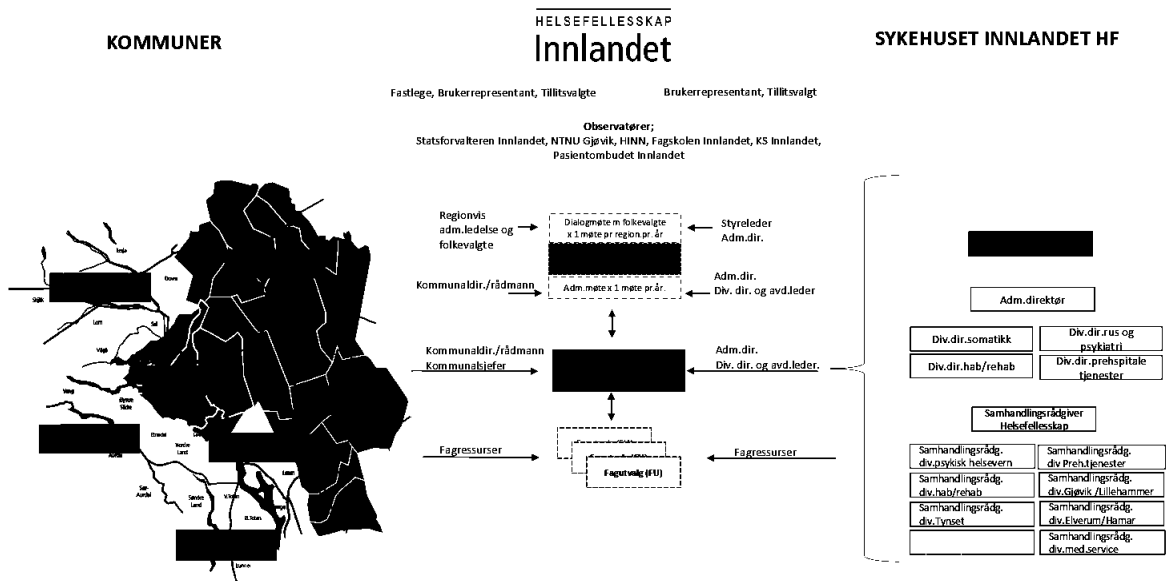 KOMMUNER
HELSEFELLESSKAP
Innlandet
SYKEHUSET INNLANDET HF
Fastlege, Brukerrepresentant, Tillitsvalgte
Brukerrepresentant, Tillitsvalgt
Observatører;
Statsforvalteren Innlandet, NTNU Gjøvik, HINN, Fagskolen Innlandet, KS Innlandet,
Pasientombudet Innlandet
Regionvis
adm.ledelse og
folkevalgte
Dialogmøte m folkevalgte
x 1 møte pr region.pr. år
Styreleder
Adm.dir.
Kommunaldir./rådmann
Adm.møte x 1 møte pr.år.
Adm.dir.
Div. dir. og avd.leder
Kommunaldir./rådmann
Kommunalsjefer
Adm.dir.
Div. dir. og avd.leder.
Fagressurser
Fagutvalg (FU)
Fagressurser
Adm.direktør
Div.dir.somatikk
Div.dir.rus og
psykiatri
Div.dir.hab/rehab
Div.dir.prehspitale
tjenester
Samhandlingsrådgiver
Helsefellesskap
Samhandlingsrådg.
div.psykisk helsevern
Samhandlingsrådg.
div Preh.tjenester
Samhandlingsrådg.
div.hab/rehab
Samhandlingsrådg.
div.Gjøvik /Lillehammer
Samhandlingsrådg.
div.Tynset
Samhandlingsrådg.
div.Elverum/Hamar
Samhandlingsrådg.
div.med.service
Lesja
Dovre
Skjåk
Lom
Sel
Vågå
Vang
Øystre
Slidre
Etnedal
Nordre
Land
Sør-
Aurdal
Søndre
Land
V.Toten
Ø.Toten
Løten